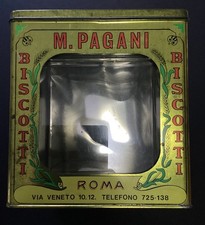 M. PAGANI
BISCOTTI
BISCOTTI
ROMA
VIA VENETO 10.12. TELEFONO 725-138